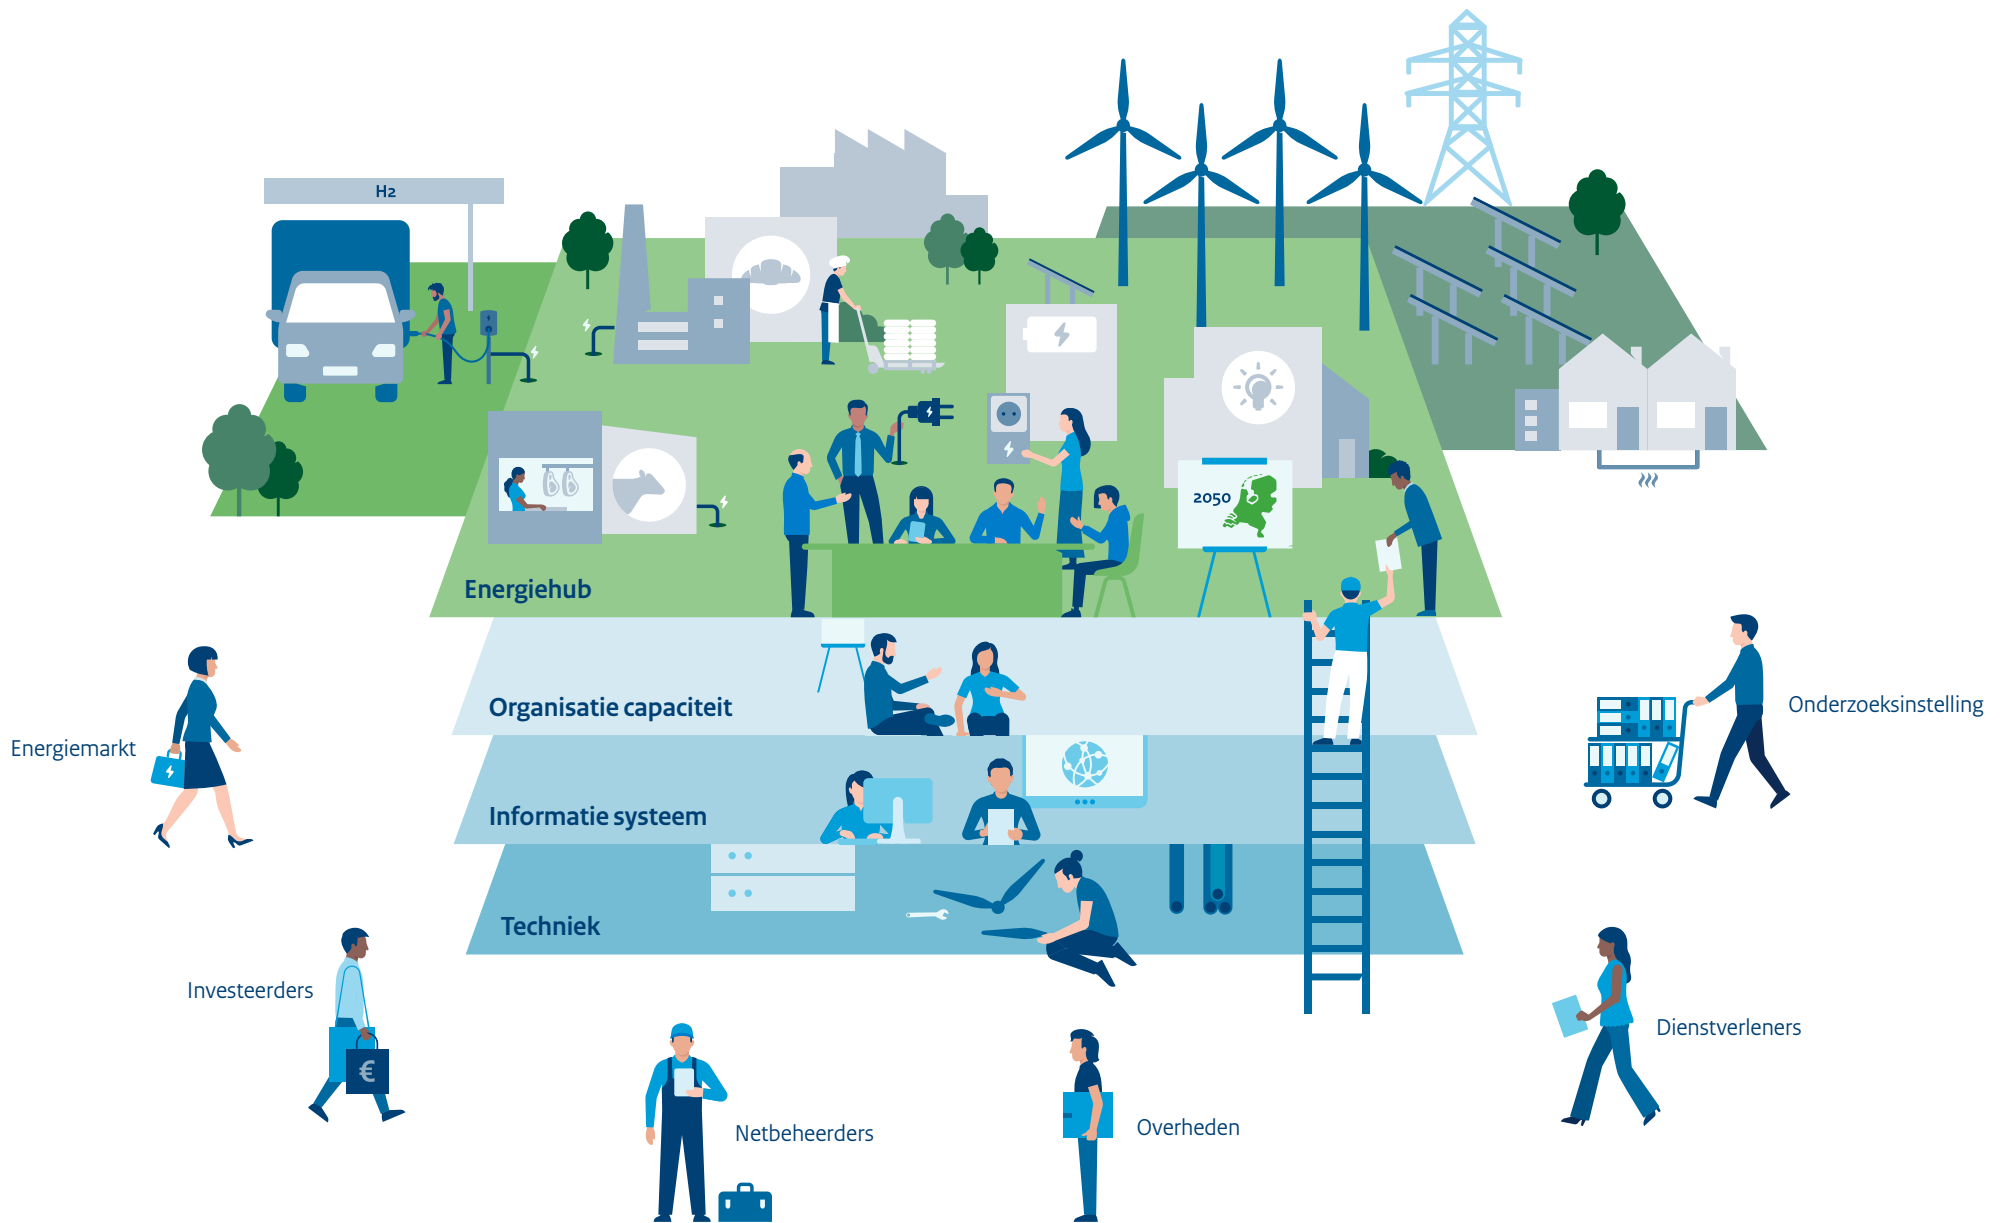 H2
2050
Energiehub
Organisatie capaciteit
Informatie systeem
Techniek
Energiemarkt
Onderzoeksinstelling
Investeerders
€
Dienstverleners
Netbeheerders
Overheden